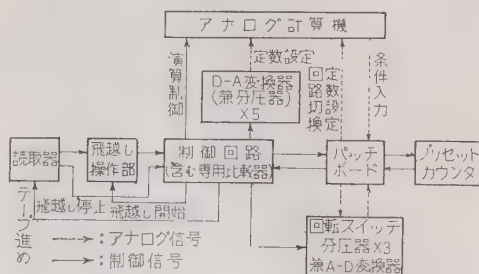 アナログ計算機
演算制御
定数設定
回路切換
定数設定
条件入力
D-A変換器
(兼分圧器)
×5
読取器
飛越し
操作部
制御回路
(含む専用比較器)
パッチ
ボード
プリセット
カウンタ
テープ進め
飛越し停止
飛越し開始
回転スイッチ
分圧器×3
兼A-D変換器
---→：アナログ信号
──→：制御信号